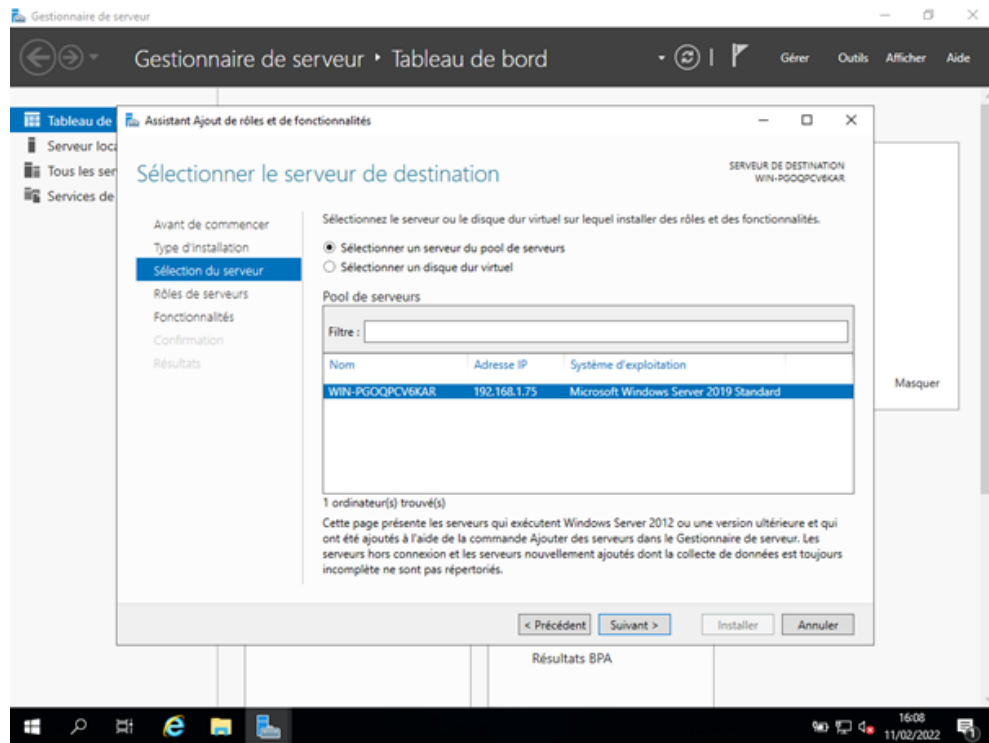 Gestionnaire de serveur
Gestionnaire de serveur ‣ Tableau de bord
Gérer Outils Afficher Aide
Tableau de
Serveur loca
Tous les ser
Services de
Assistant Ajout de rôles et de fonctionnalités
Sélectionner le serveur de destination
SERVEUR DE DESTINATION
WIN-PGOQPCV6KAR
Avant de commencer
Type d'installation
Sélection du serveur
Rôles de serveurs
Fonctionnalités
Confirmation
Résultats
Sélectionnez le serveur ou le disque dur virtuel sur lequel installer des rôles et des fonctionnalités.
Sélectionner un serveur du pool de serveurs
Sélectionner un disque dur virtuel
Pool de serveurs
Filtre :
Nom Adresse IP Système d'exploitation
WIN-PGOQPCV6KAR 192.168.1.75 Microsoft Windows Server 2019 Standard
1 ordinateur(s) trouvé(s)
Cette page présente les serveurs qui exécutent Windows Server 2012 ou une version ultérieure et qui
ont été ajoutés à l'aide de la commande Ajouter des serveurs dans le Gestionnaire de serveur. Les
serveurs hors connexion et les serveurs nouvellement ajoutés dont la collecte de données est toujours
incomplète ne sont pas répertoriés.
< Précédent Suivant > Installer Annuler
Masquer
Résultats BPA
16:08
11/02/2022
1